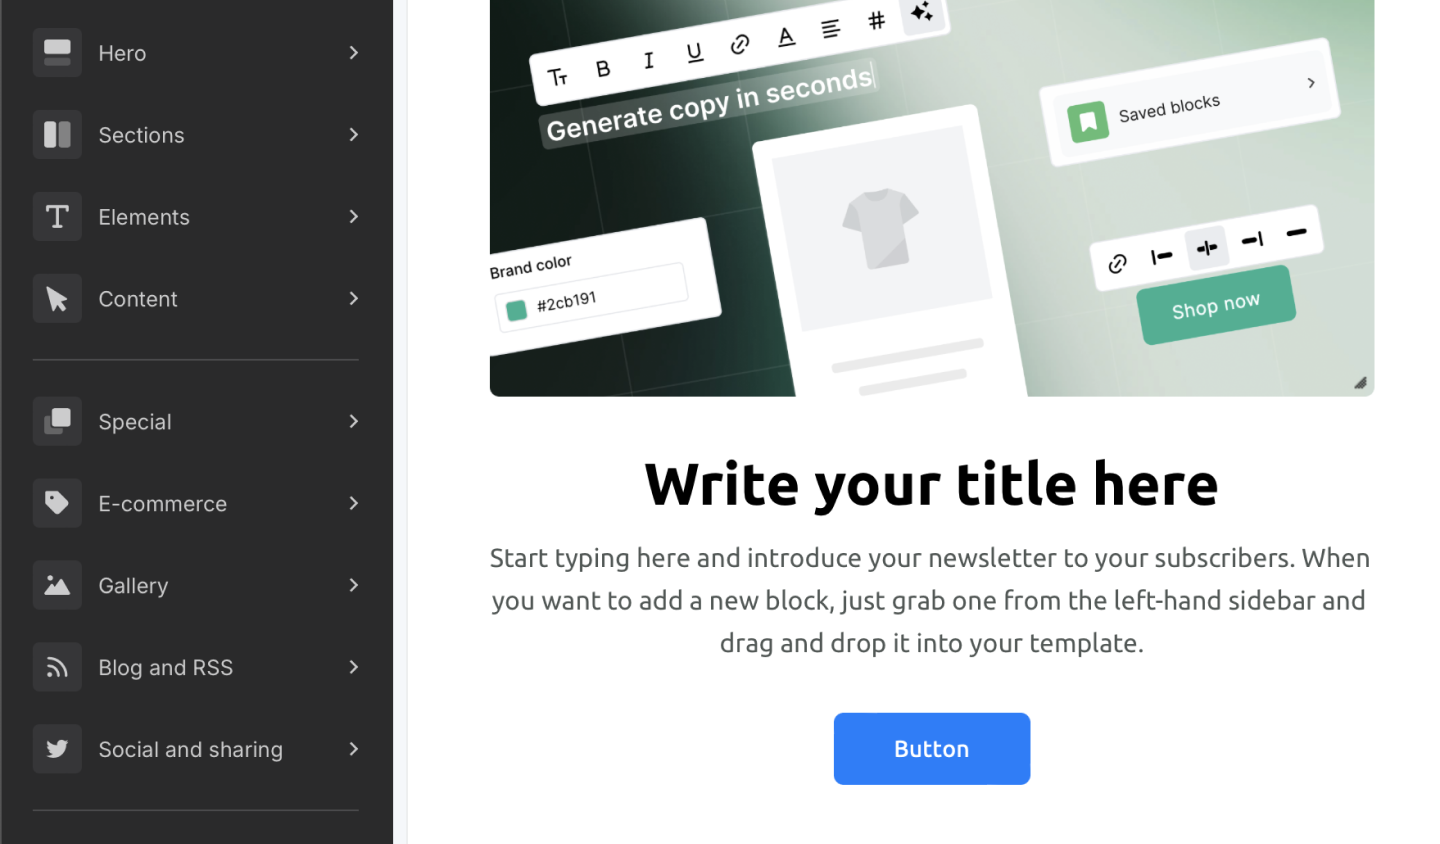 Hero
Sections
Elements
Content
Special
E-commerce
Gallery
Blog and RSS
Social and sharing
Generate copy in seconds
Saved blocks
Brand color
#2cb191
Shop now
Write your title here
Start typing here and introduce your newsletter to your subscribers. When
you want to add a new block, just grab one from the left-hand sidebar and
drag and drop it into your template.
Button